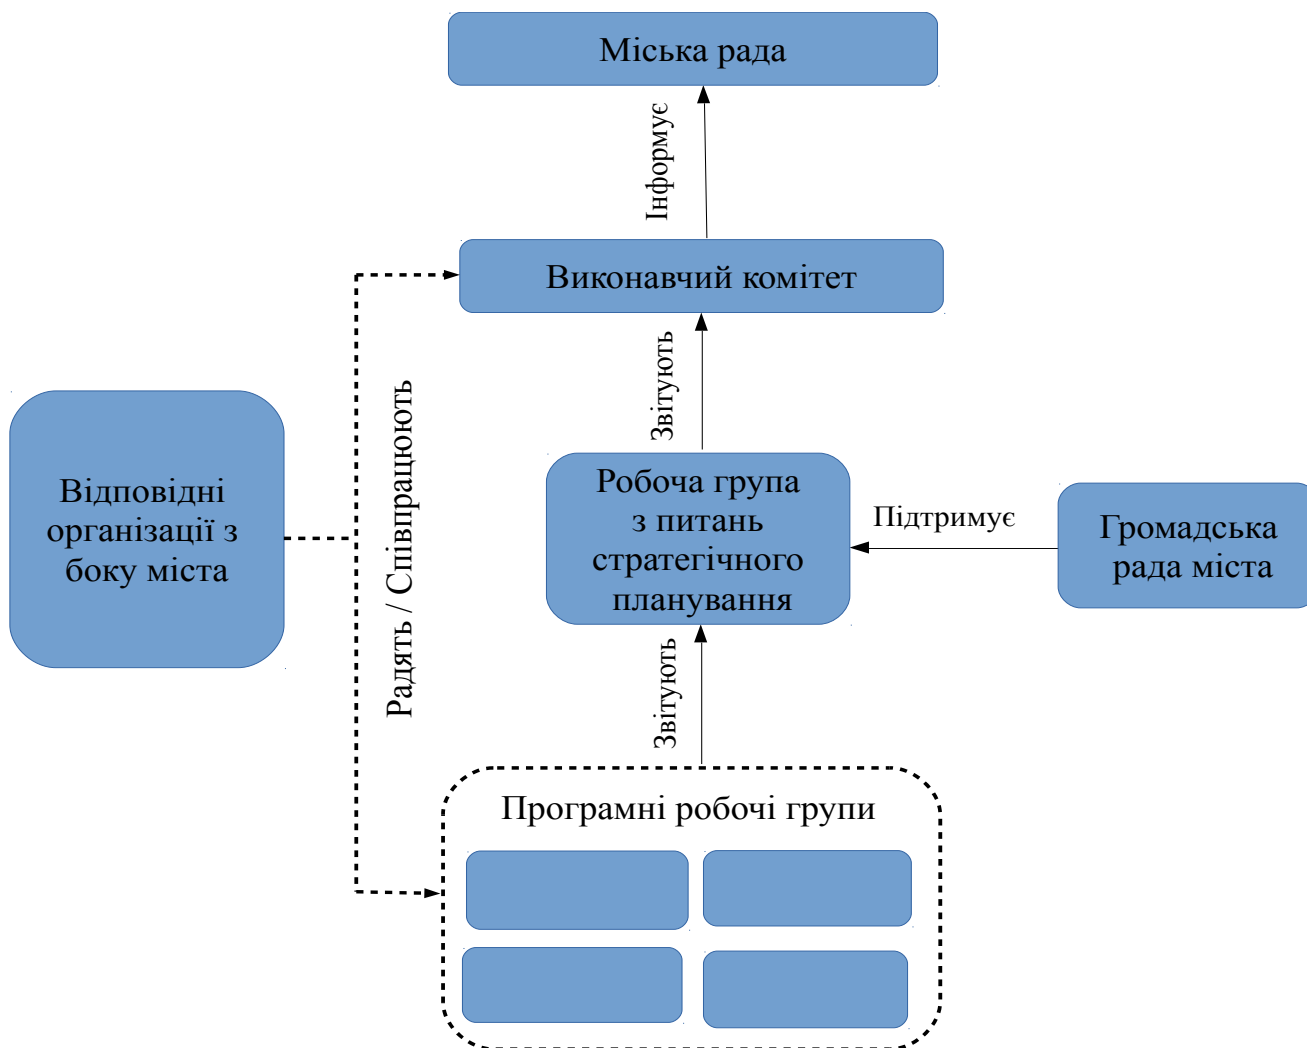 Міська рада
Інформує
Виконавчий комітет
Звітують
Радять / Співпрацюють
Відповідні
організації з
боку міста
Робоча група
з питань
стратегічного
планування
Підтримує
Громадська
рада міста
Звітують
Програмні робочі групи